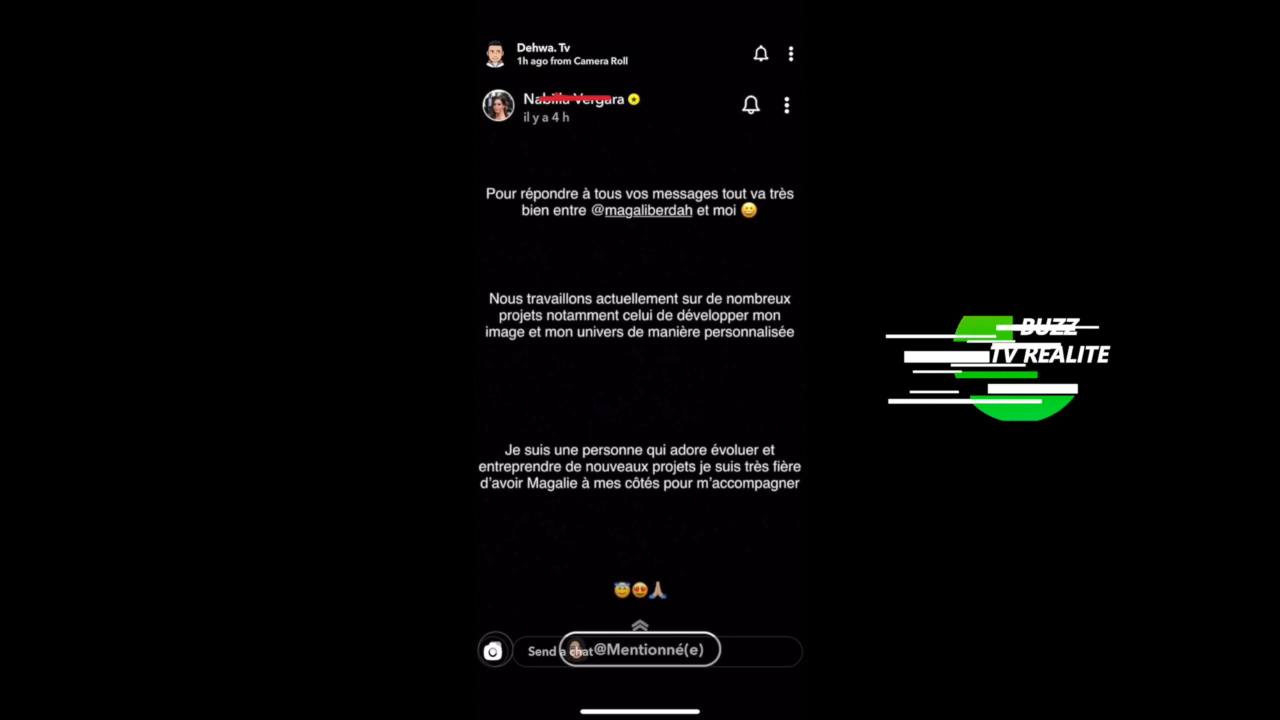 Dehwa. Tv
1h ago from Camera Roll
Nabilla Vergara
il y a 4 h
Pour répondre à tous vos messages tout va très
bien entre @magaliberdah et moi 😀
Nous travaillons actuellement sur de nombreux
projets notamment celui de développer mon
image et mon univers de manière personnalisée
BUZZ
TV REALITE
Je suis une personne qui adore évoluer et
entreprendre de nouveaux projets je suis très fière
d'avoir Magalie à mes côtés pour m'accompagner
😇😍🙏🏼
Send a chat
@Mentionné(e)